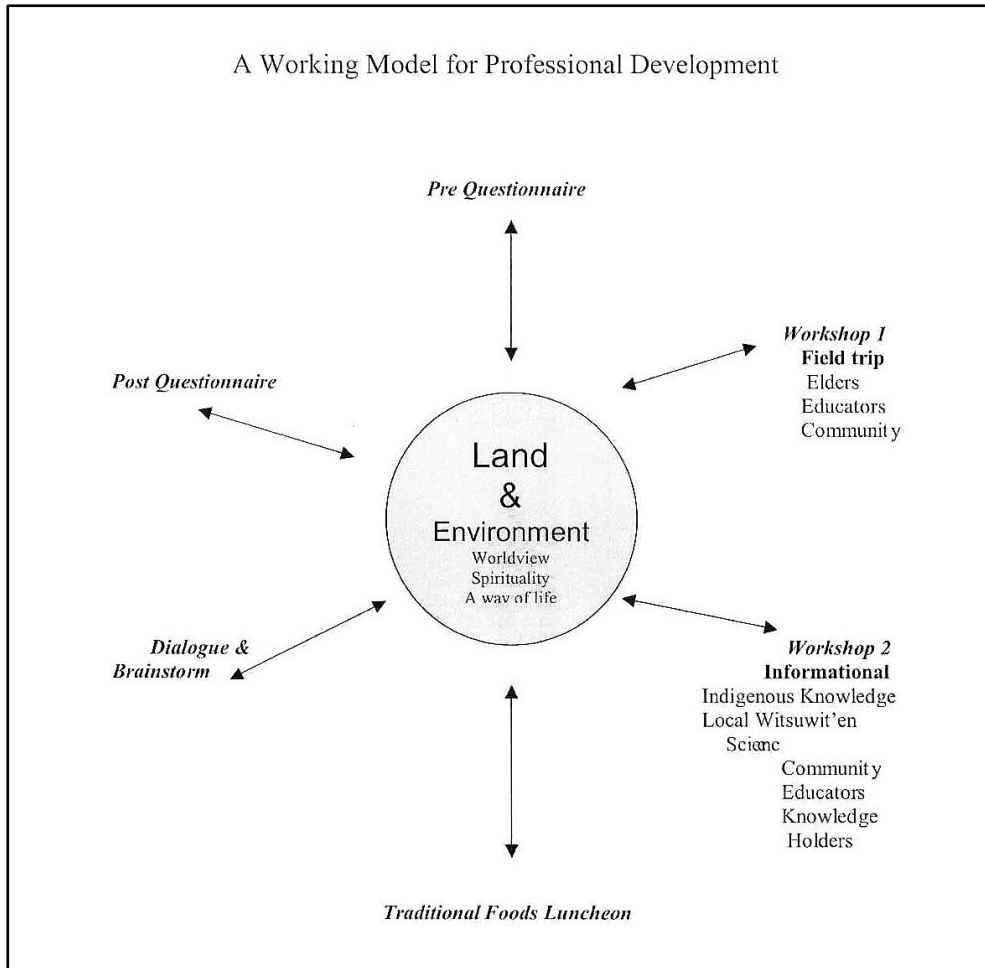 A Working Model for Professional Development
Pre Questionnaire
Workshop 1
Field trip
Elders
Educators
Community
Post Questionnaire
Land
&
Environment
Worldview
Spirituality
A way of life
Dialogue &
Brainstorm
Workshop 2
Informational
Indigenous Knowledge
Local Witsuwit'en
Scienc
Community
Educators
Knowledge
Holders
Traditional Foods Luncheon